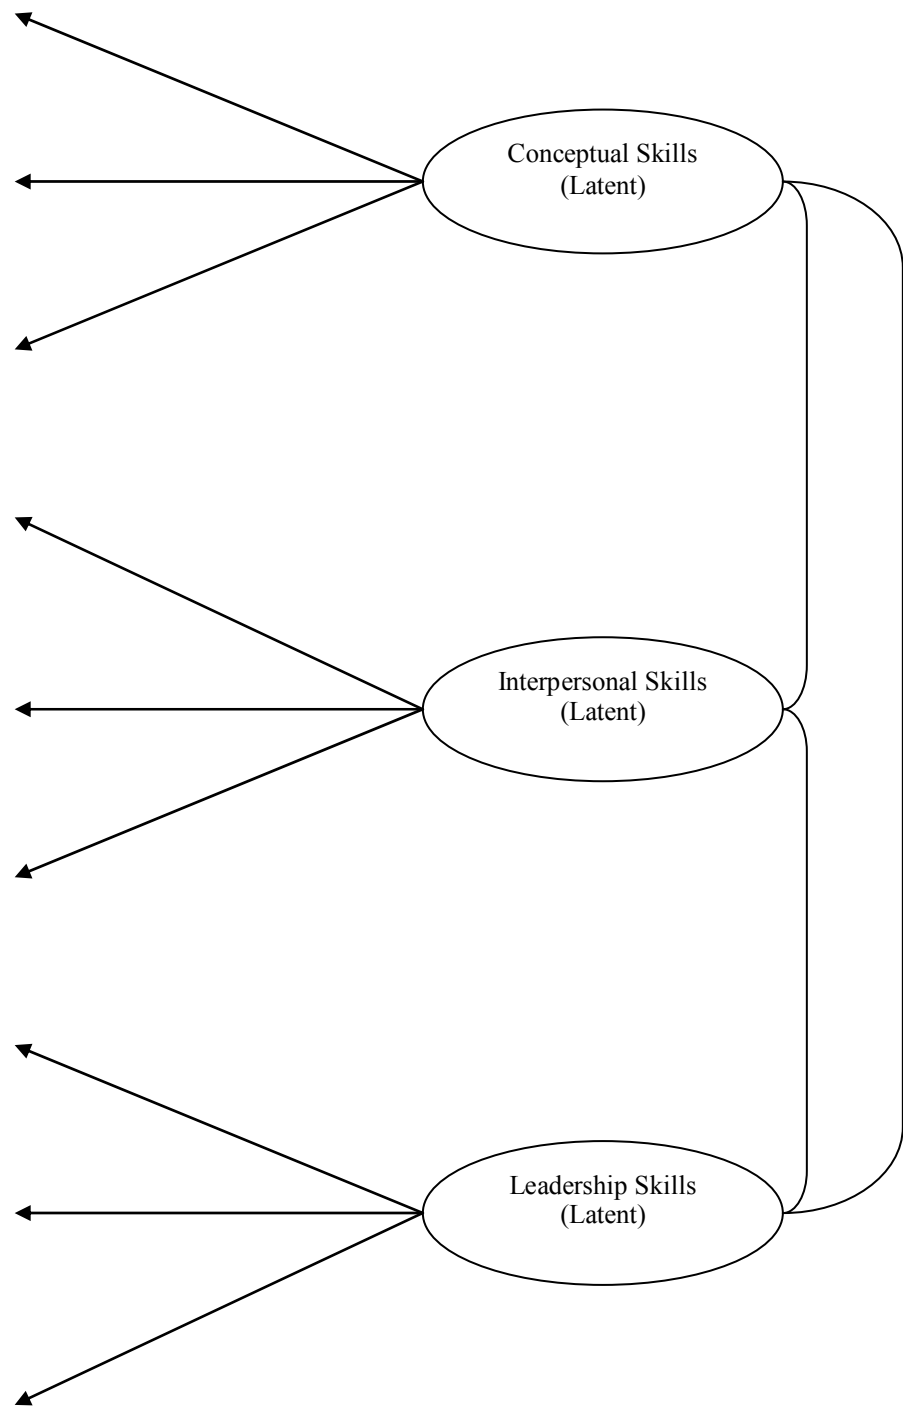 Conceptual Skills
(Latent)
Interpersonal Skills
(Latent)
Leadership Skills
(Latent)